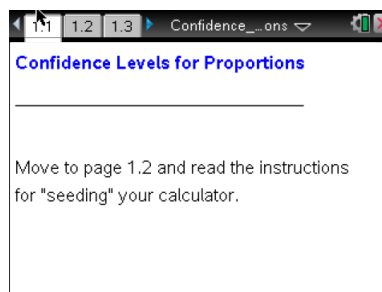 1.1 1.2 1.3 Confidence_...ons
Confidence Levels for Proportions
Move to page 1.2 and read the instructions
for "seeding" your calculator.